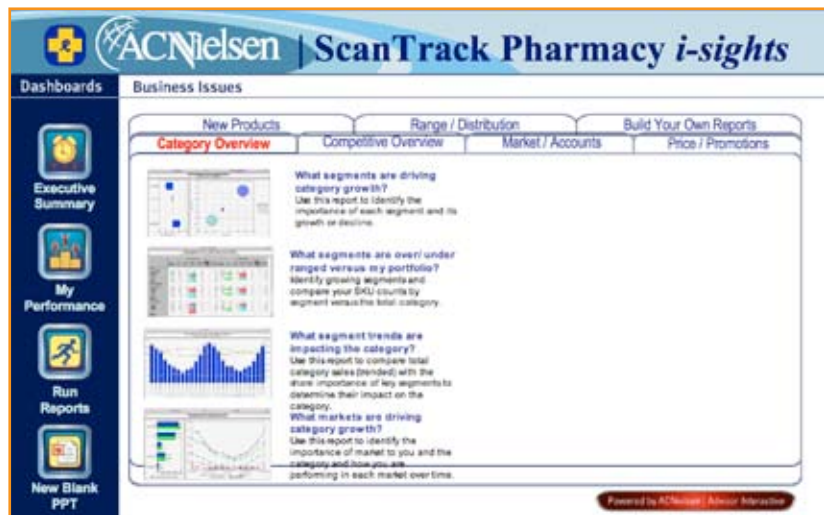 ACNielsen | ScanTrack Pharmacy i-sights
Dashboards
Business Issues
New Products
Range / Distribution
Build Your Own Reports
Category Overview
Competitive Overview
Market / Accounts
Price / Promotions
Executive
Summary
My
Performance
Run
Reports
New Blank
PPT
What segments are driving
category growth?
Use this report to identify the
importance of each segment and its
growth or decline.
What segments are over/ under
ranged versus my portfolio?
Identify growing segments and
compare your SKU counts by
segment versus the total category.
What segment trends are
impacting the category?
Use this report to compare total
category sales (trended) with the
share importance of key segments to
determine their impact on the
category.
What markets are driving
category growth?
Use this report to identify the
importance of market to you and the
category and how you are
performing in each market over time.
Powered by ACNielsen | Advisor Interactive